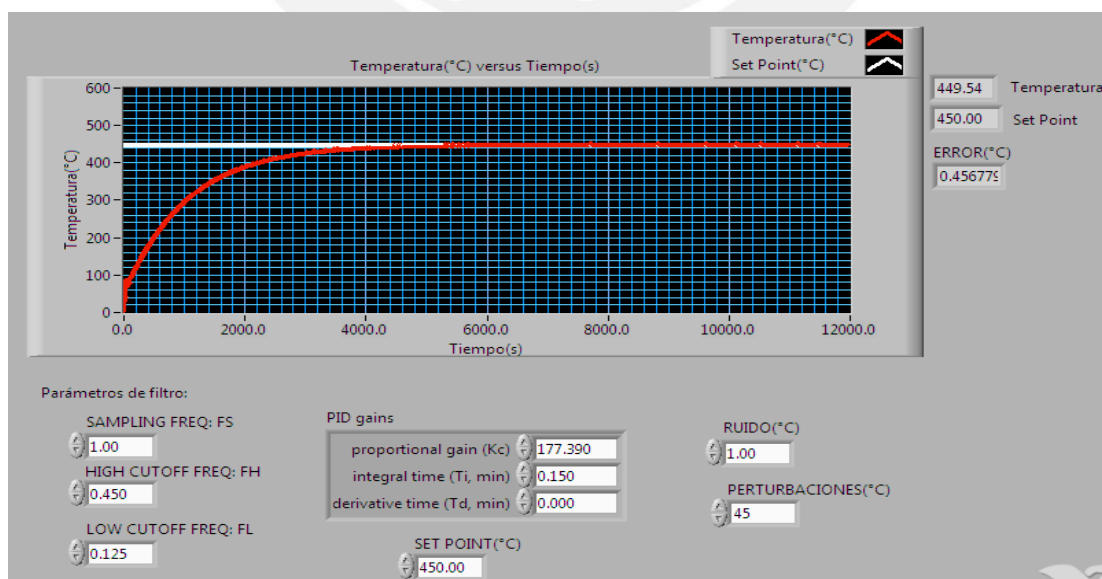 Temperatura(°C)
Temperatura(°C) versus Tiempo(s)
Set Point(°C)
600
500
400
300
200
100
0
Temperatura(°C)
0.0 2000.0 4000.0 6000.0 8000.0 10000.0 12000.0
Tiempo(s)
449.54 Temperatura
450.00 Set Point
ERROR(°C)
0.456779
Parámetros de filtro:
SAMPLING FREQ: FS
1.00
HIGH CUTOFF FREQ: FH
0.450
LOW CUTOFF FREQ: FL
0.125
PID gains
proportional gain (Kc) 177.390
integral time (Ti, min) 0.150
derivative time (Td, min) 0.000
SET POINT(°C)
450.00
RUIDO(°C)
1.00
PERTURBACIONES(°C)
45